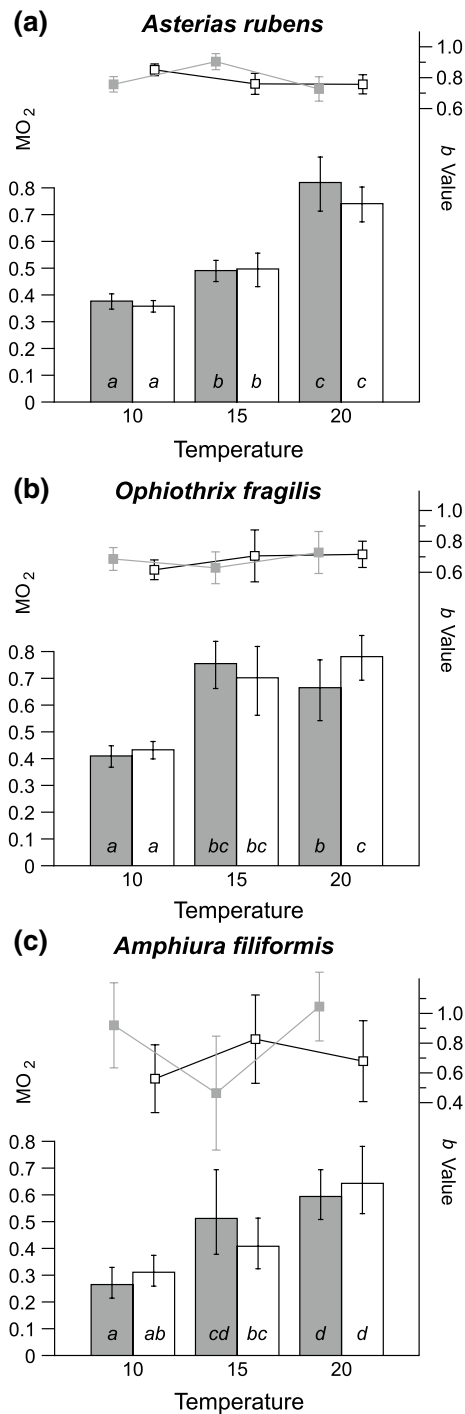 (a) Asterias rubens
1.0
0.8
0.6
MO2
b Value
0.8
0.7
0.6
0.5
0.4
0.3
0.2
0.1
0
a a b b c c
10 15 20
Temperature
(b) Ophiothrix fragilis
1.0
0.8
0.6
MO2
b Value
0.8
0.7
0.6
0.5
0.4
0.3
0.2
0.1
0
a a bc bc b c
10 15 20
Temperature
(c) Amphiura filiformis
1.0
0.8
0.6
0.4
MO2
b Value
0.8
0.7
0.6
0.5
0.4
0.3
0.2
0.1
0
a ab cd bc d d
10 15 20
Temperature